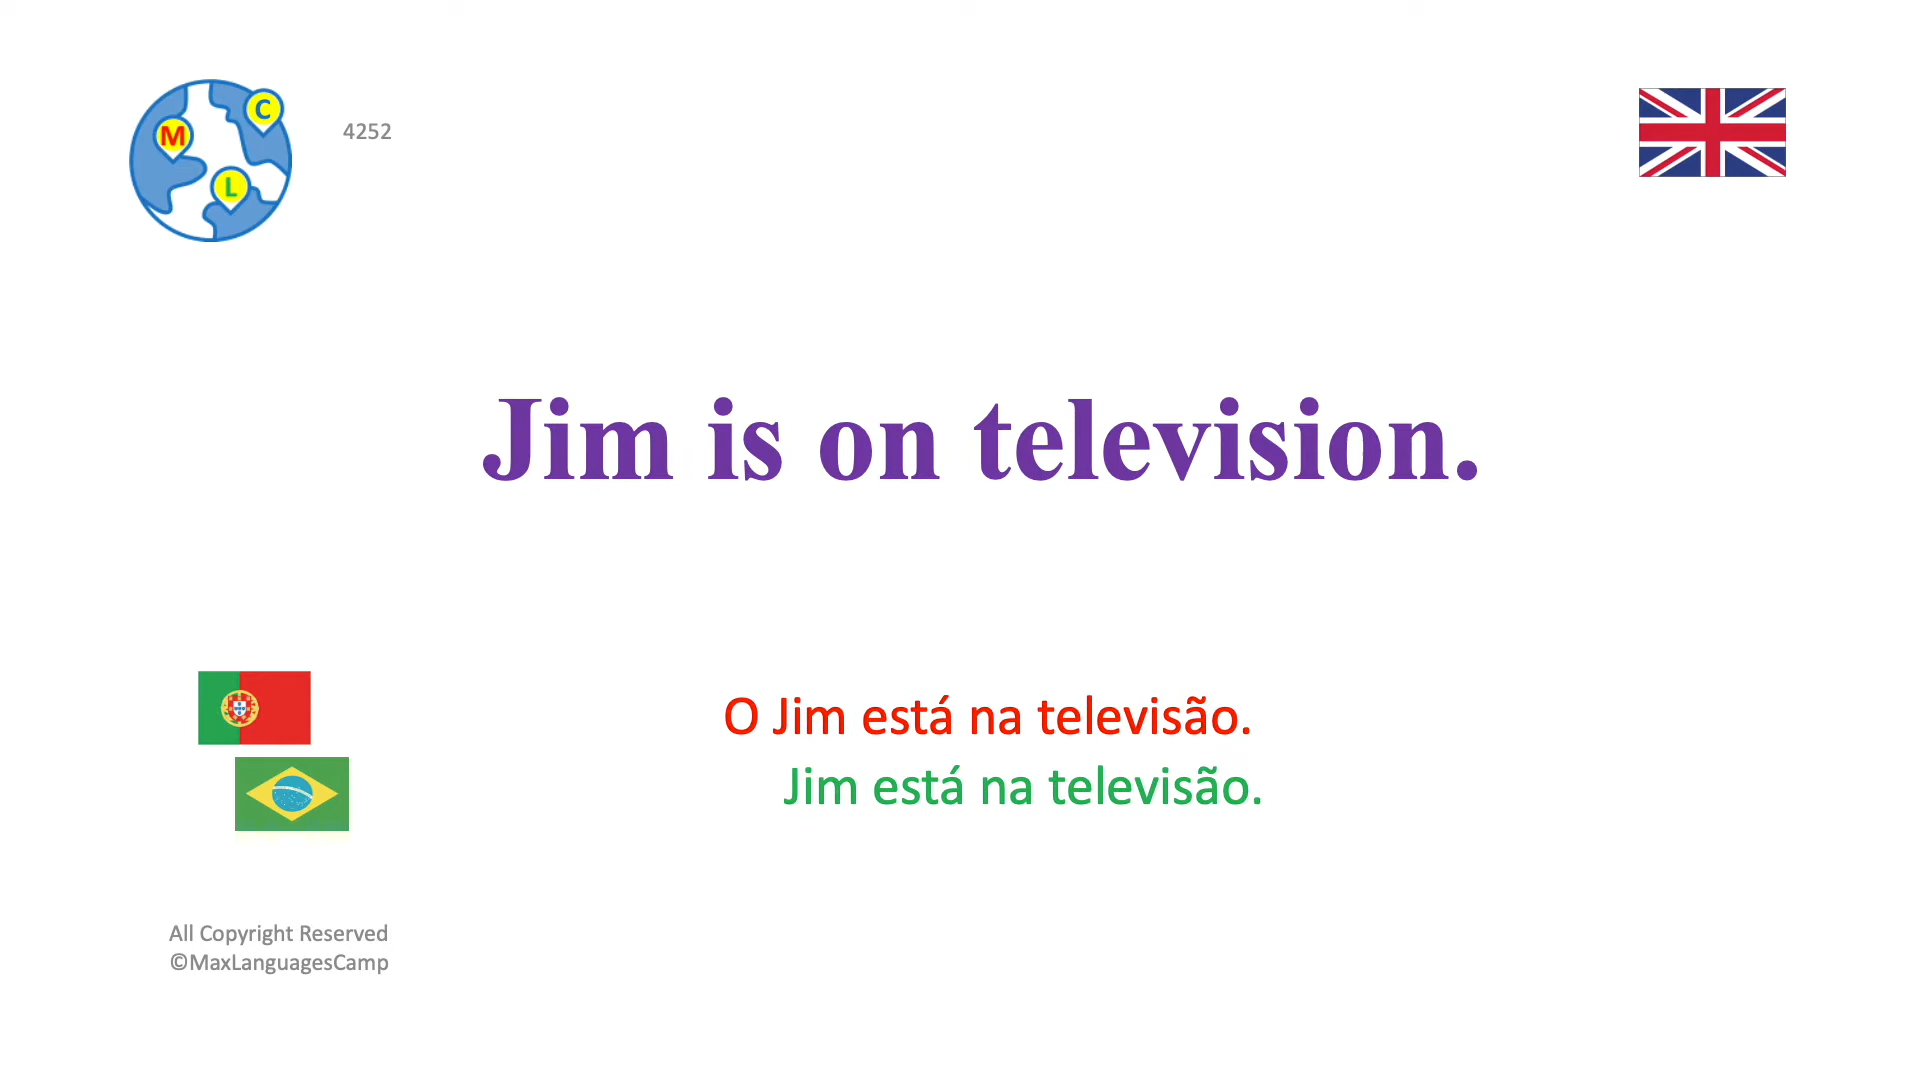 C
M
L
4252
Jim is on television.
O Jim está na televisão.
Jim está na televisão.
All Copyright Reserved
©MaxLanguagesCamp